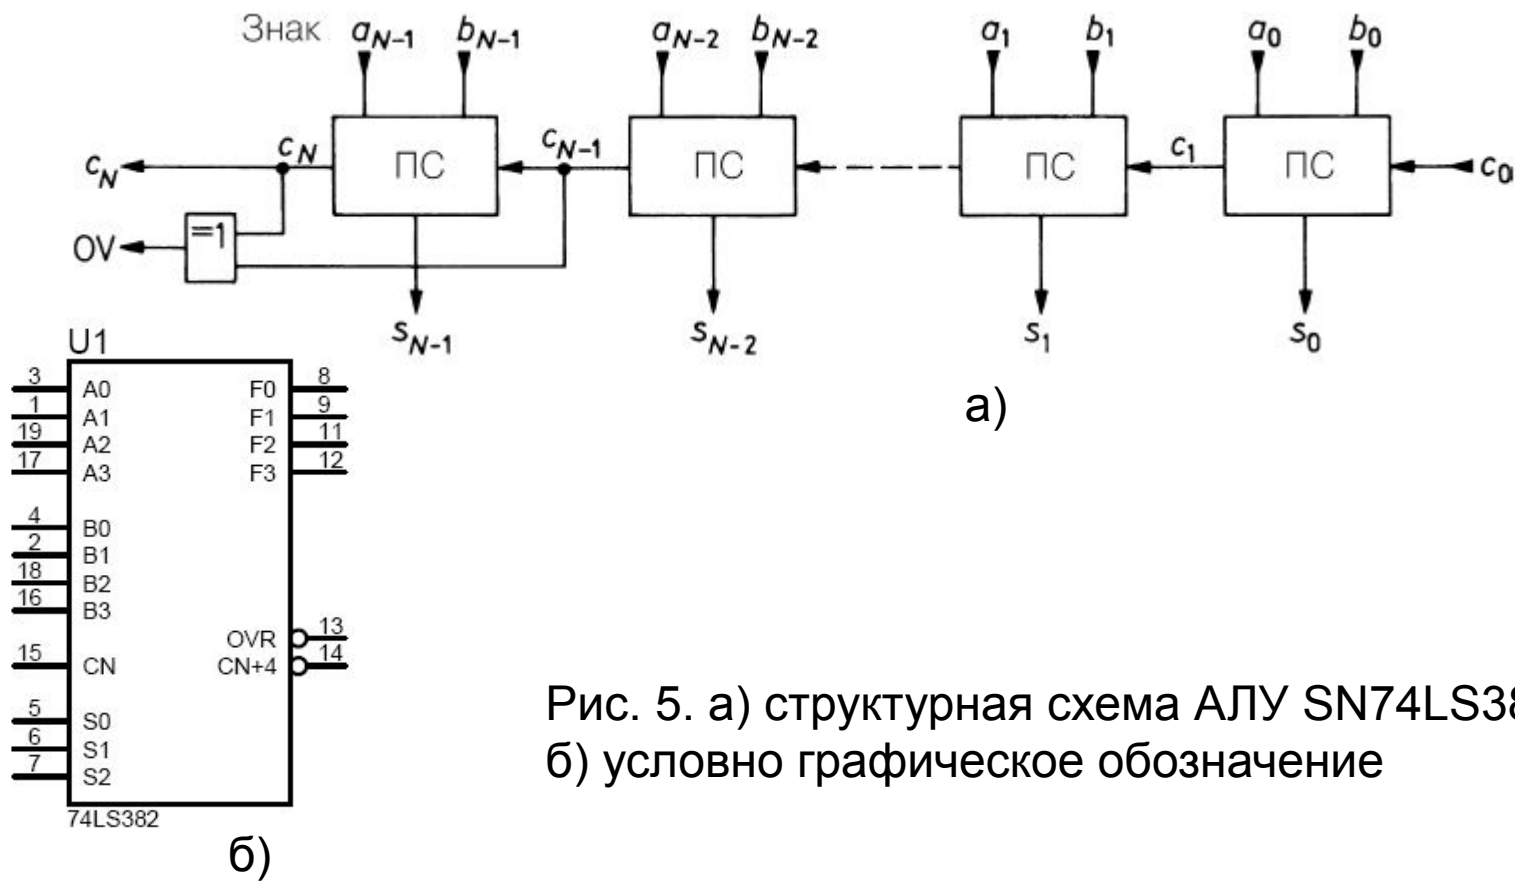 Знак a_{N-1} b_{N-1} a_{N-2} b_{N-2} a_1 b_1 a_0 b_0
c_N c_N ПС c_{N-1} ПС ПС c_1 ПС c_0
=1
OV
s_{N-1} s_{N-2} s_1 s_0
а)
U1
3 A0 F0 8
1 A1 F1 9
19 A2 F2 11
17 A3 F3 12
4 B0
2 B1
18 B2
16 B3
OVR 13
15 CN CN+4 14
5 S0
6 S1
7 S2
74LS382
б)
Рис. 5. а) структурная схема АЛУ SN74LS38
б) условно графическое обозначение